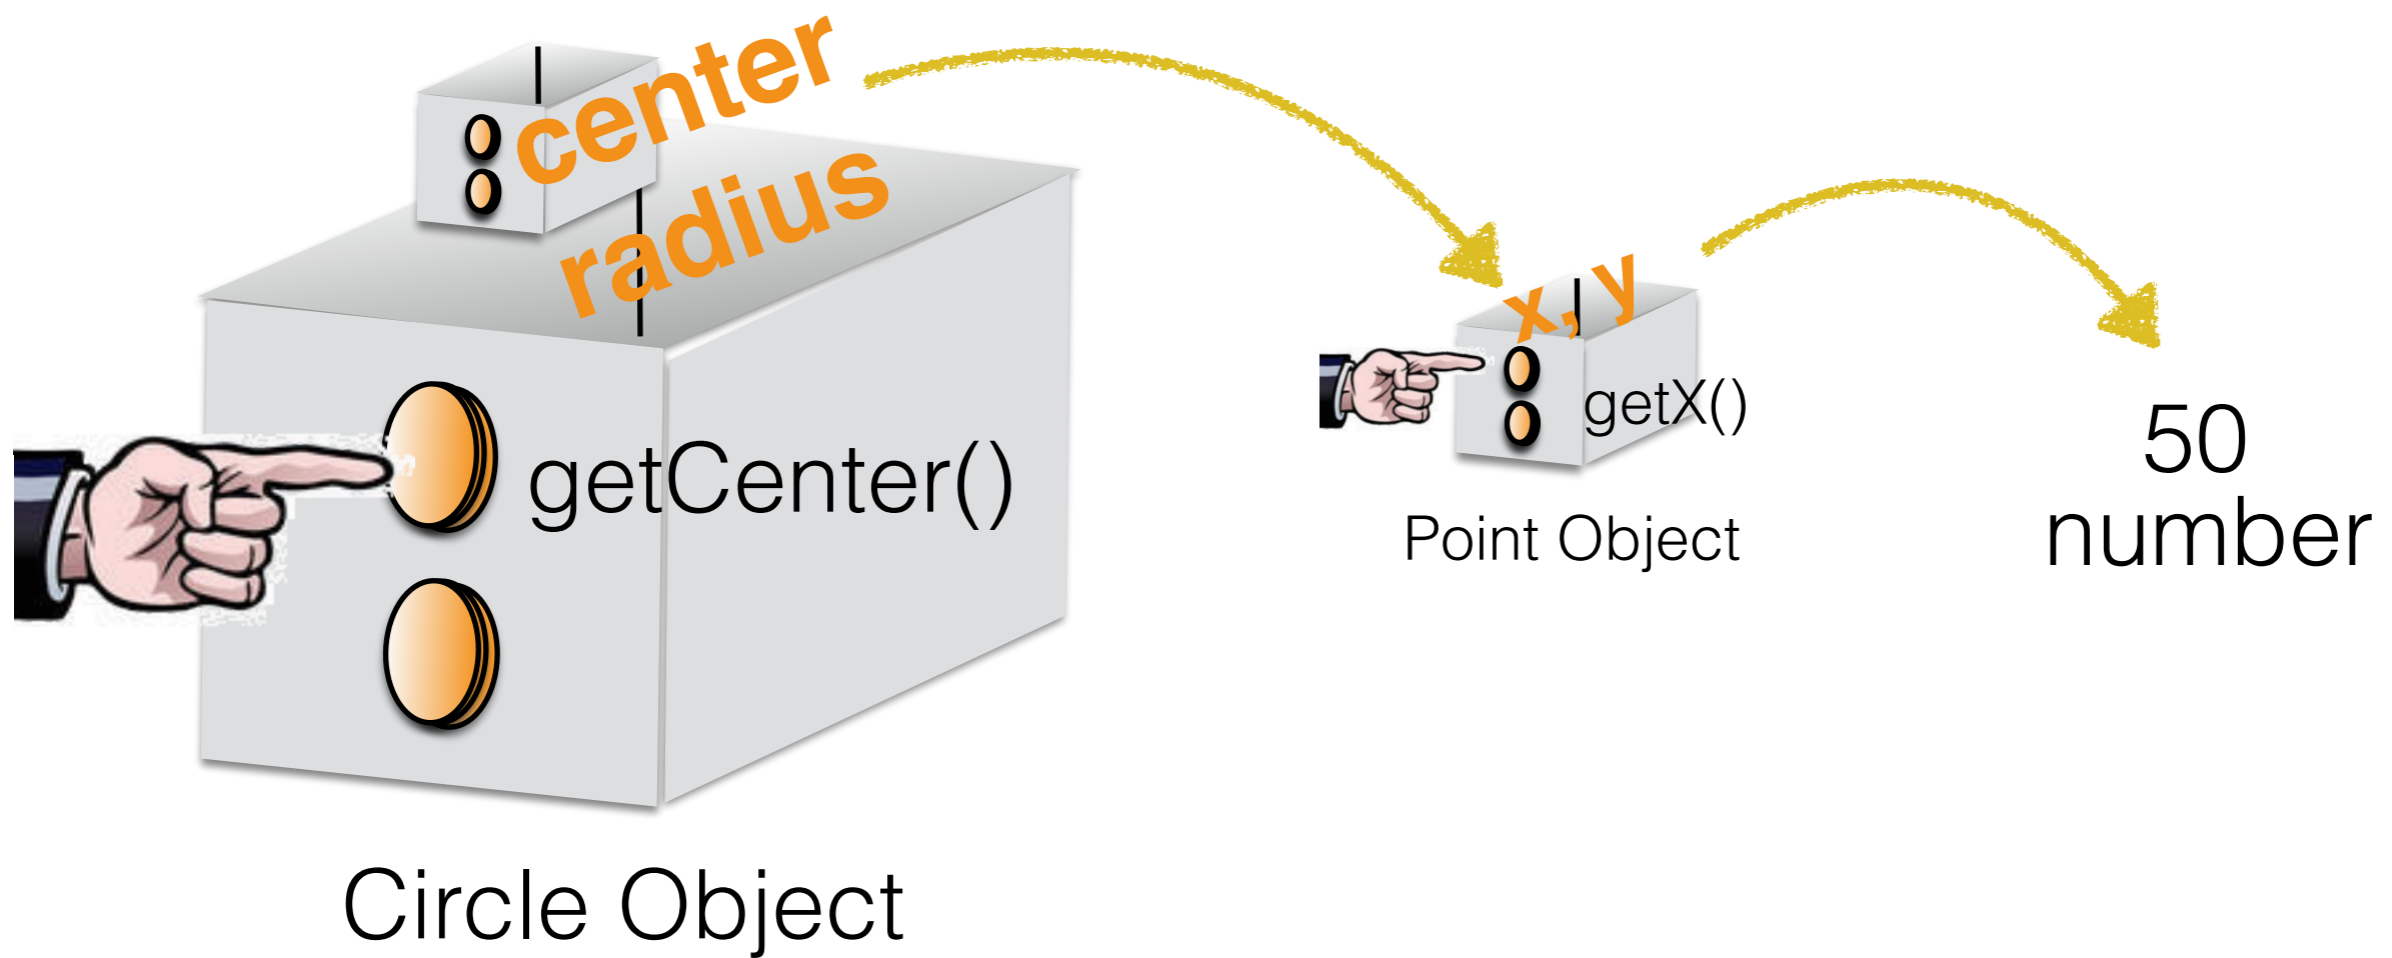 center
radius
getCenter()
Circle Object
x, y
getX()
Point Object
50
number